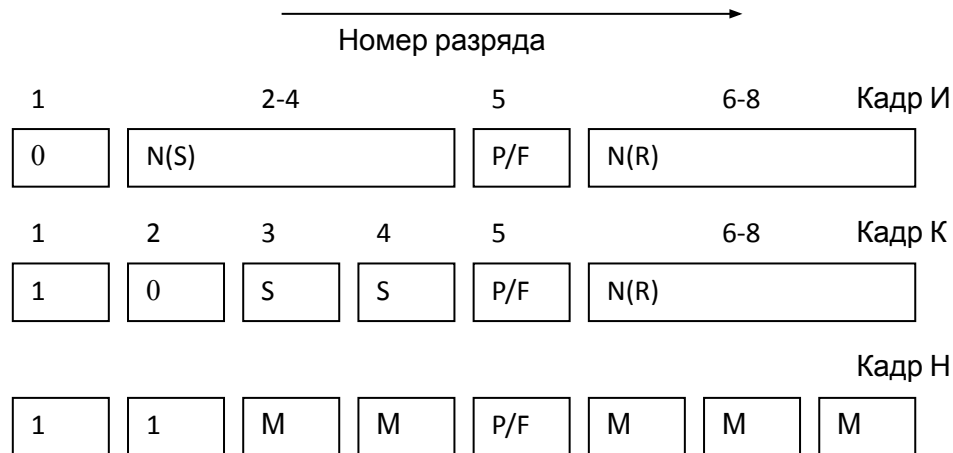 Номер разряда
1 2-4 5 6-8 Кадр И
0 N(S) P/F N(R)
1 2 3 4 5 6-8 Кадр К
1 0 S S P/F N(R)
Кадр Н
1 1 M M P/F M M M